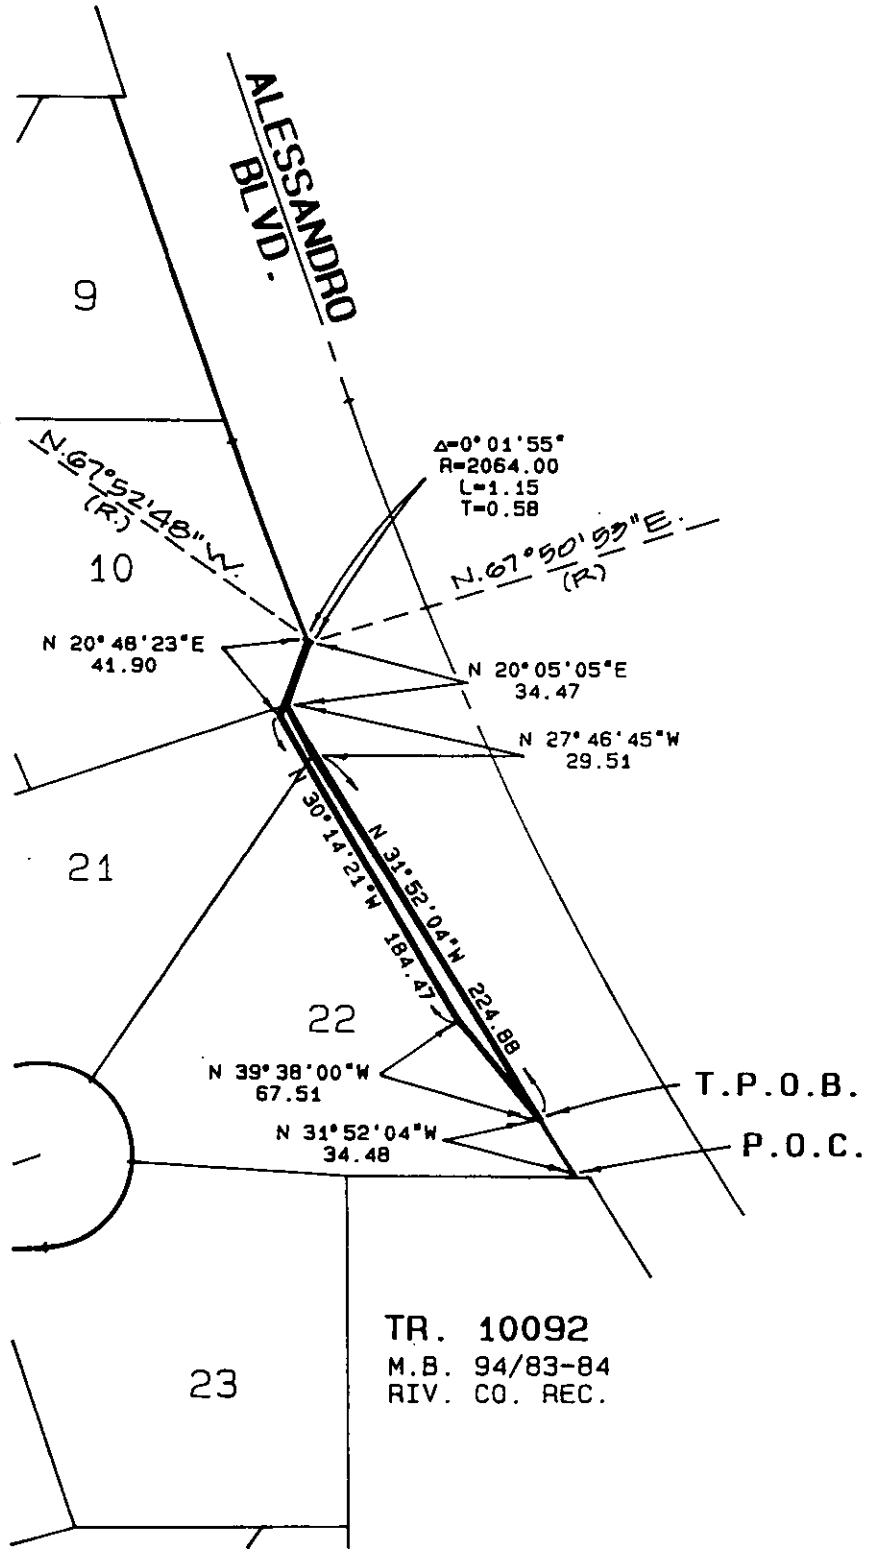 ALESSANDRO
BLVD.
9
Δ=0°01'55"
R=2064.00
L=1.15
T=0.58
N.67°52'48"W.
(R.)
N.67°50'53"E.
(R)
10
N 20°48'23"E
41.90
N 20°05'05"E
34.47
N 27°46'45"W
29.51
N 30°14'21"W 184.47
N 31°52'04"W 224.88
21
22
N 39°38'00"W
67.51
T.P.O.B.
N 31°52'04"W
34.48
P.O.C.
TR. 10092
M.B. 94/83-84
RIV. CO. REC.
23